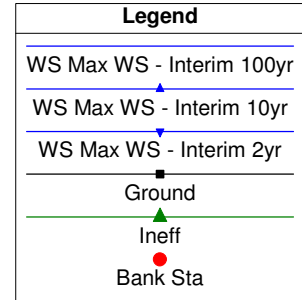 Legend
WS Max WS - Interim 100yr
WS Max WS - Interim 10yr
WS Max WS - Interim 2yr
Ground
Ineff
Bank Sta